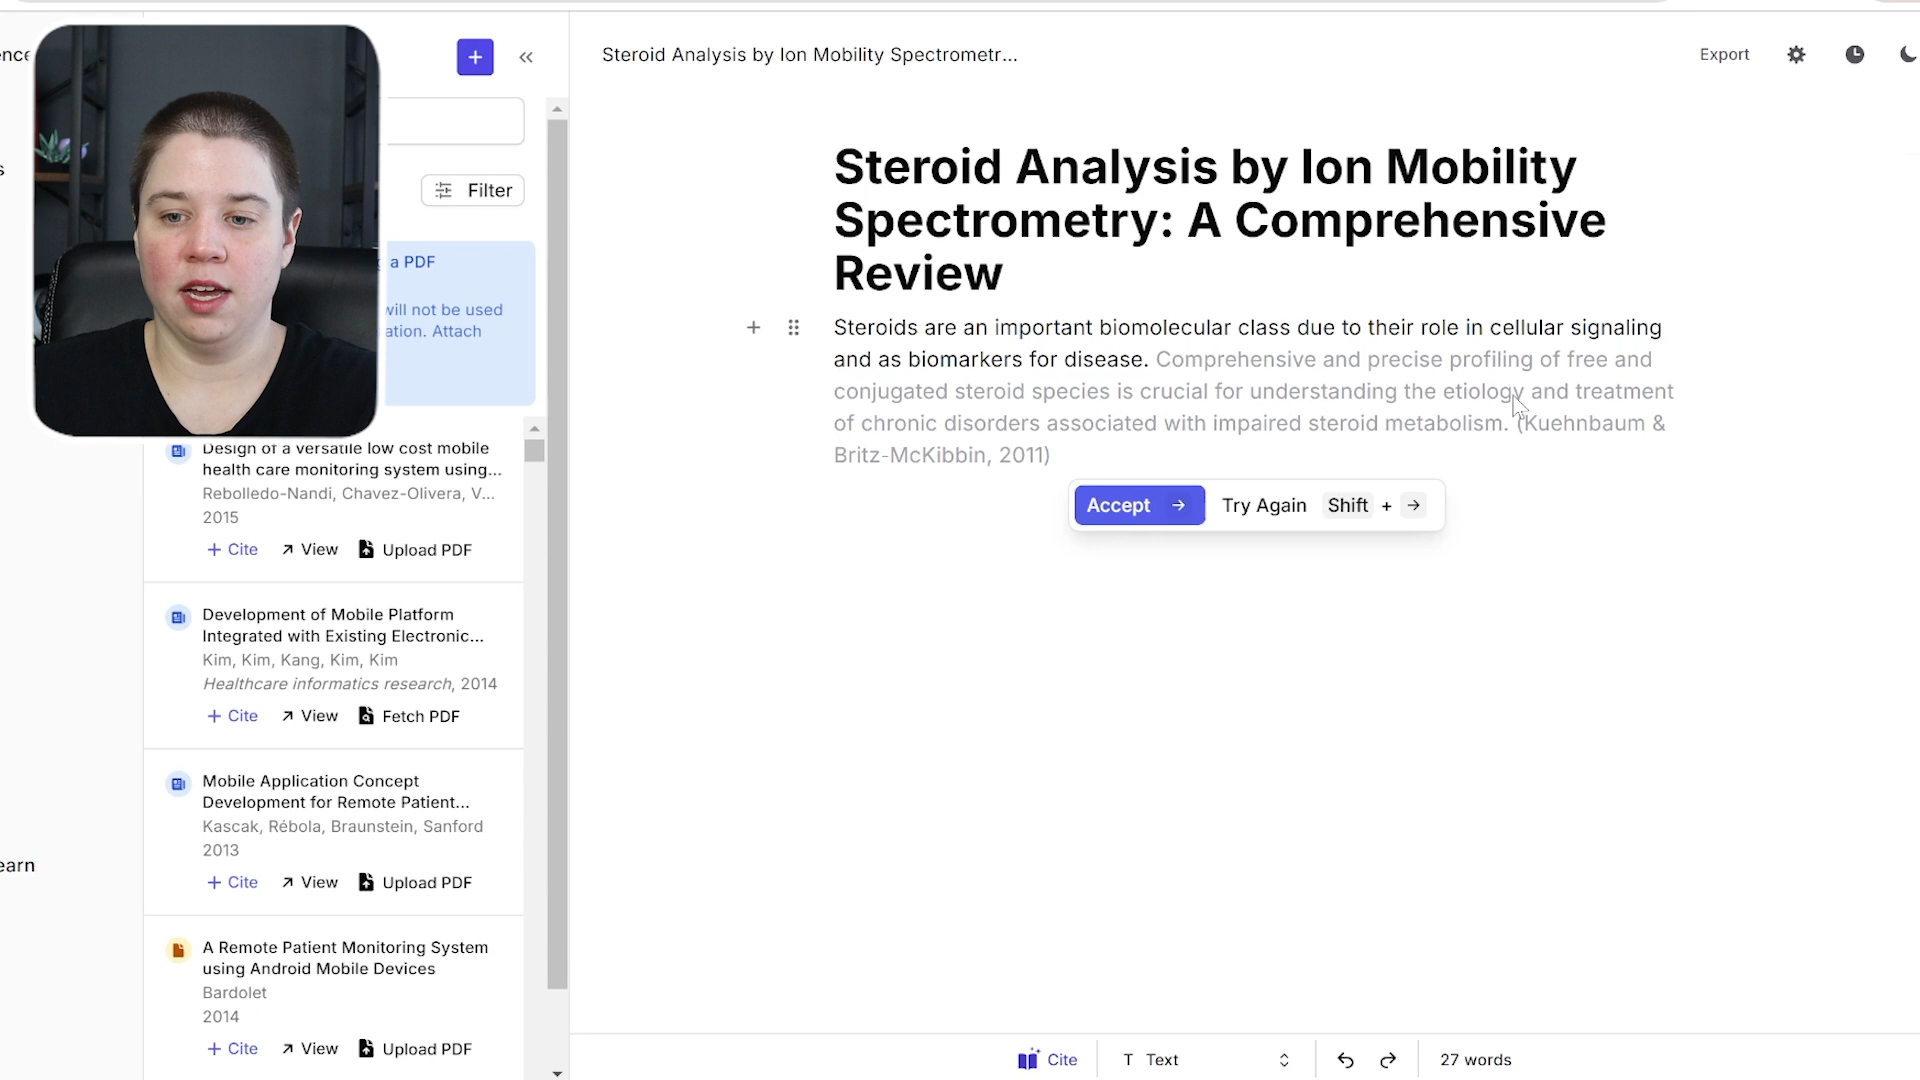 ence
s
earn
+
«
Filter
a PDF
will not be used
ation. Attach
Design of a versatile low cost mobile
health care monitoring system using...
Rebolledo-Nandi, Chavez-Olivera, V...
2015
+ Cite
View
Upload PDF
Development of Mobile Platform
Integrated with Existing Electronic...
Kim, Kim, Kang, Kim, Kim
Healthcare informatics research, 2014
+ Cite
View
Fetch PDF
Mobile Application Concept
Development for Remote Patient...
Kascak, Rébola, Braunstein, Sanford
2013
+ Cite
View
Upload PDF
A Remote Patient Monitoring System
using Android Mobile Devices
Bardolet
2014
+ Cite
View
Upload PDF
Steroid Analysis by Ion Mobility Spectrometr...
Export
Steroid Analysis by Ion Mobility
Spectrometry: A Comprehensive
Review
Steroids are an important biomolecular class due to their role in cellular signaling
and as biomarkers for disease. Comprehensive and precise profiling of free and
conjugated steroid species is crucial for understanding the etiology and treatment
of chronic disorders associated with impaired steroid metabolism. (Kuehnbaum &
Britz-McKibbin, 2011)
Accept →
Try Again Shift + →
Cite
T Text
27 words